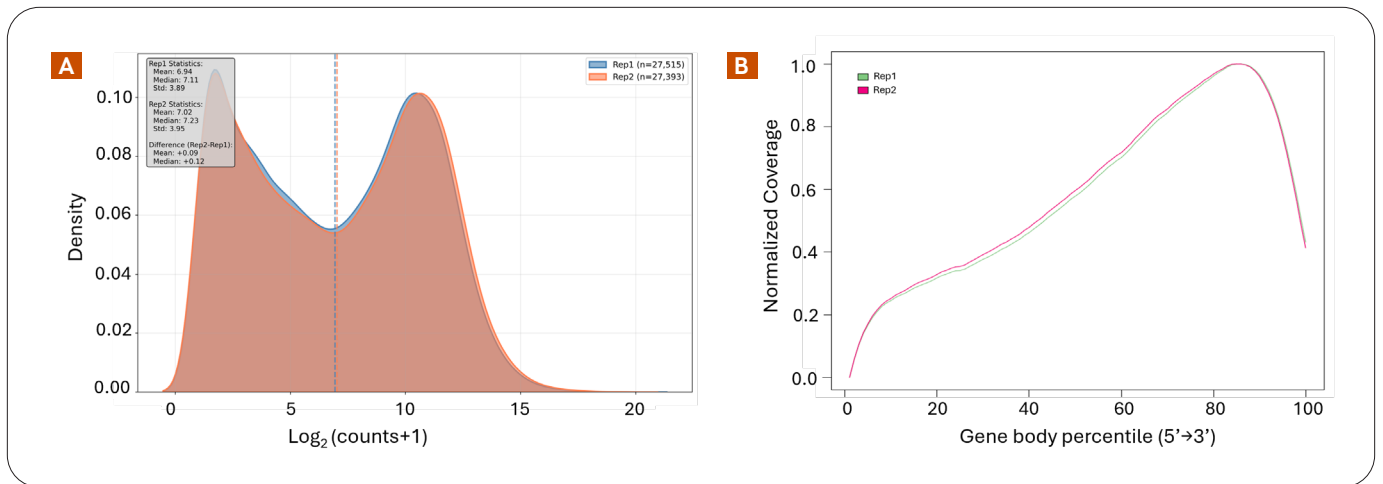 A
Rep1 Statistics:
Mean: 6.94
Median: 7.11
Std: 3.89
Rep2 Statistics:
Mean: 7.02
Median: 7.23
Std: 3.95
Difference (Rep2-Rep1):
Mean: +0.09
Median: +0.12
Rep1 (n=27,515)
Rep2 (n=27,393)
Density
0.10
0.08
0.06
0.04
0.02
0.00
0 5 10 15 20
Log2 (counts+1)
B
Rep1
Rep2
Normalized Coverage
1.0
0.8
0.6
0.4
0.2
0.0
0 20 40 60 80 100
Gene body percentile (5’→3’)